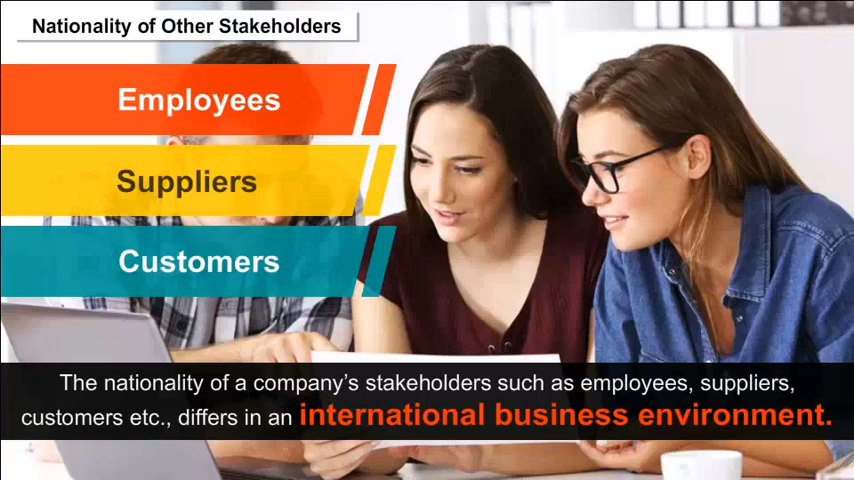 Nationality of Other Stakeholders
Employees
Suppliers
Customers
The nationality of a company's stakeholders such as employees, suppliers,
customers etc., differs in an international business environment.